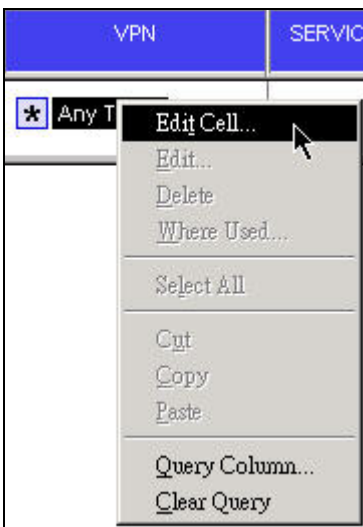 VPN SERVIC
* Any T
Edit Cell...
Edit...
Delete
Where Used...
Select All
Cut
Copy
Paste
Query Column...
Clear Query